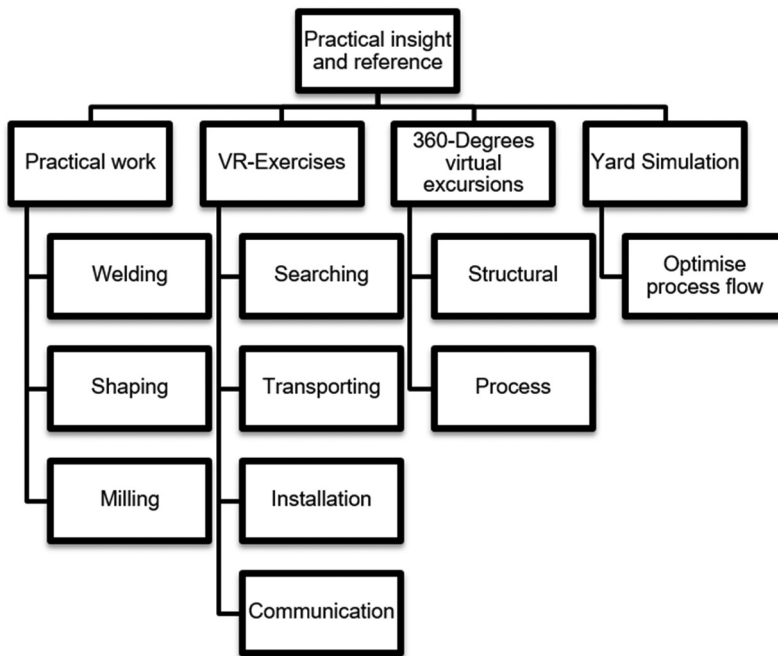 Practical insight
and reference
Practical work
VR-Exercises
360-Degrees
virtual
excursions
Yard Simulation
Welding
Searching
Structural
Optimise
process flow
Shaping
Transporting
Process
Milling
Installation
Communication